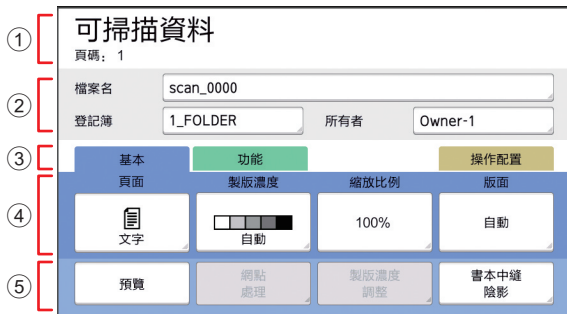 ① 可掃描資料
頁碼：1
② 檔案名 scan_0000
登記簿 1_FOLDER 所有者 Owner-1
③ 基本 功能 操作配置
④ 頁面 製版濃度 縮放比例 版面
文字 自動 100% 自動
⑤ 預覽 網點 處理 製版濃度 調整 書本中縫 陰影